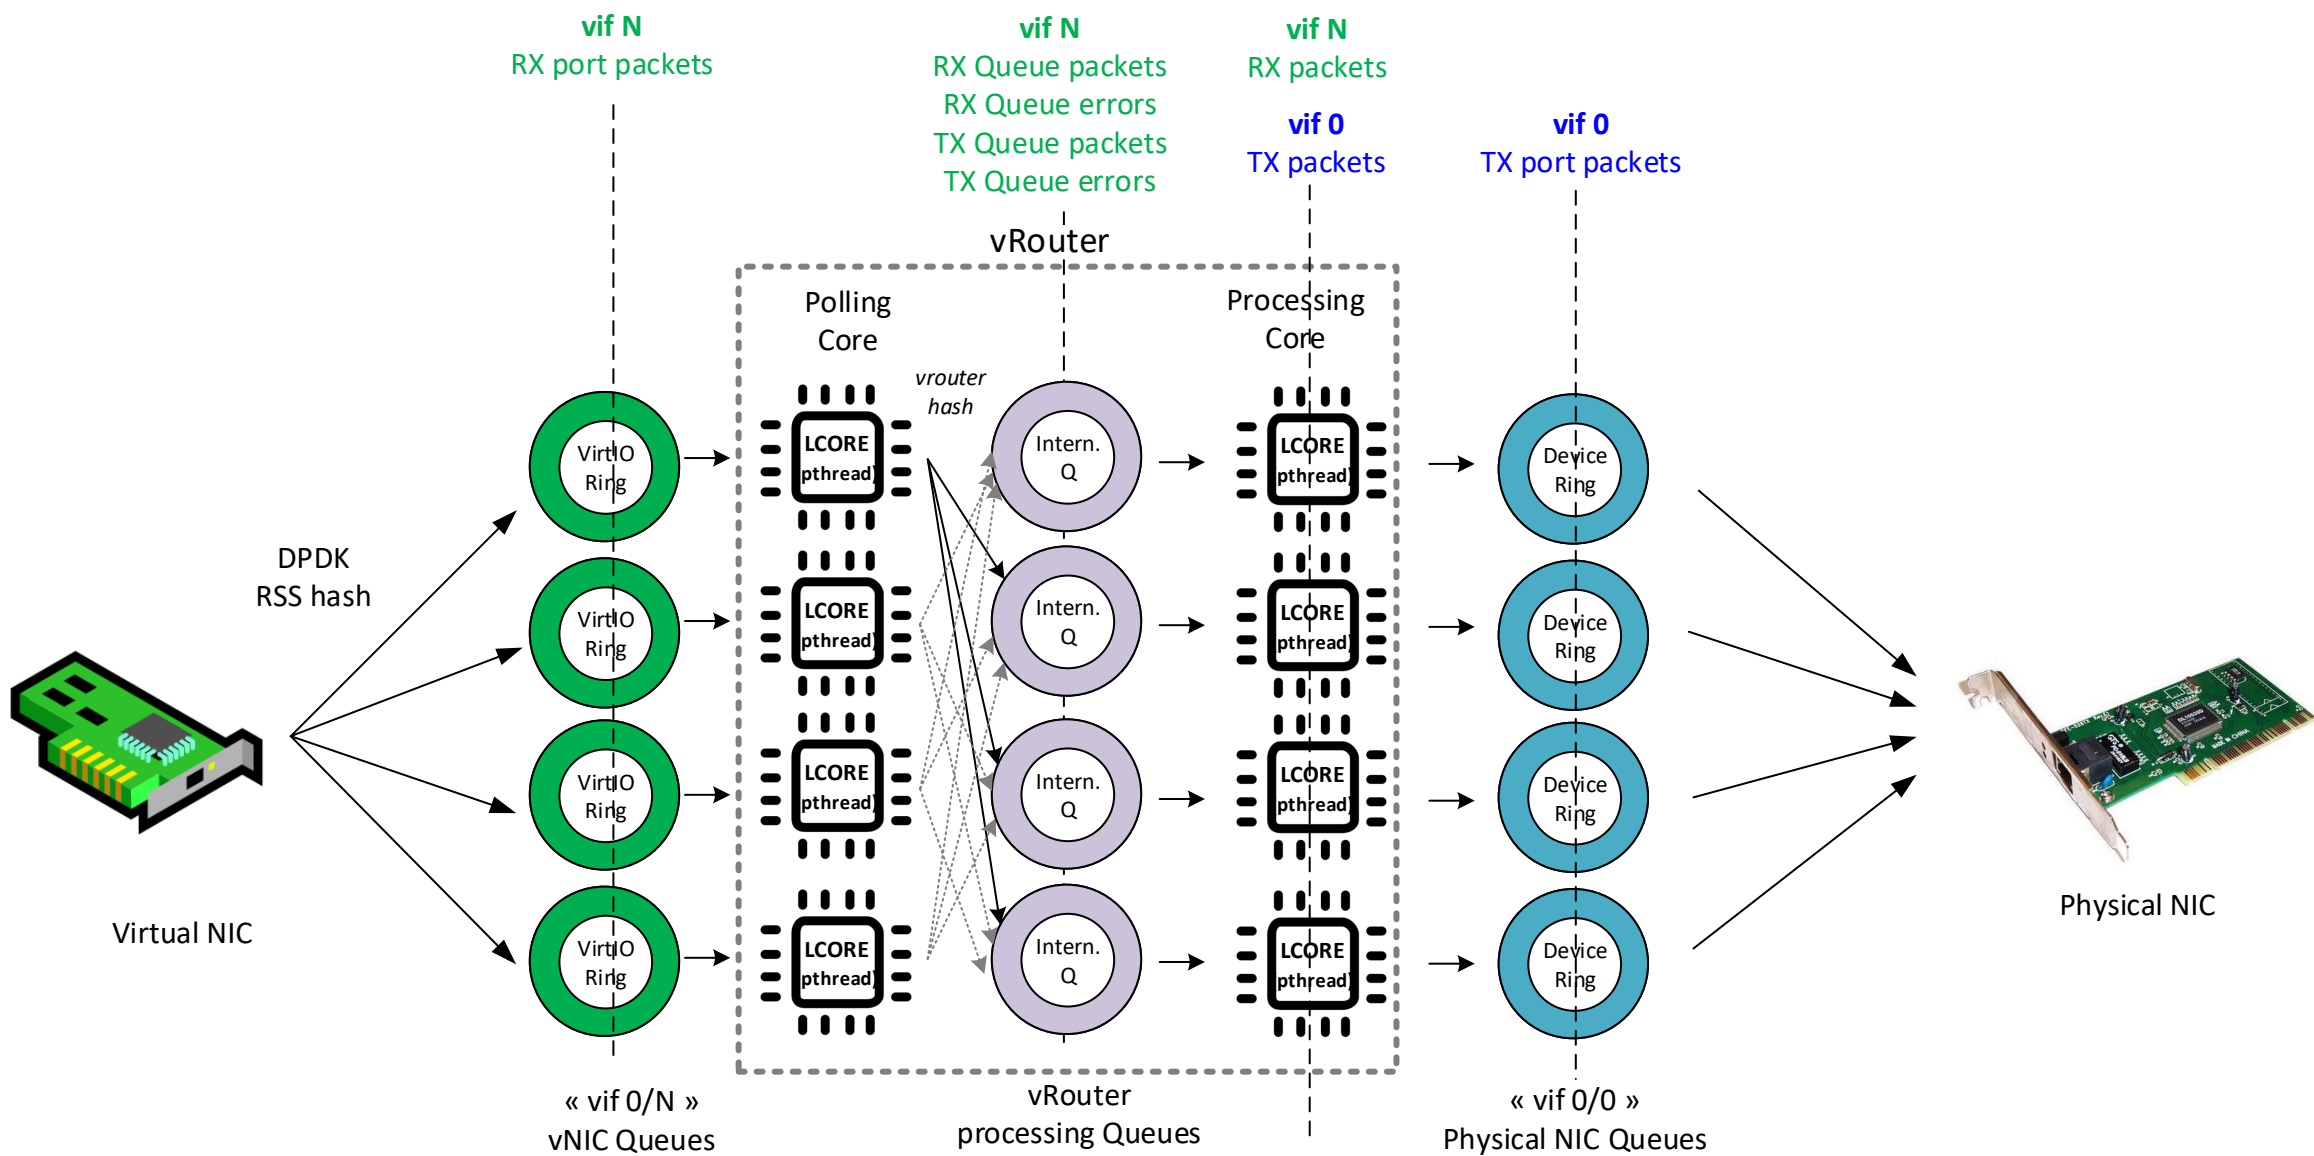 vif N
RX port packets
vif N
RX Queue packets
RX Queue errors
TX Queue packets
TX Queue errors
vif N
RX packets
vif 0
TX packets
vif 0
TX port packets
vRouter
Polling
Core
Processing
Core
vrouter
hash
DPDK
RSS hash
VirtIO
Ring
LCORE
pthread)
Intern.
Q
LCORE
pthread)
Device
Ring
VirtIO
Ring
LCORE
pthread)
Intern.
Q
LCORE
pthread)
Device
Ring
VirtIO
Ring
LCORE
pthread)
Intern.
Q
LCORE
pthread)
Device
Ring
VirtIO
Ring
LCORE
pthread)
Intern.
Q
LCORE
pthread)
Device
Ring
Virtual NIC
Physical NIC
« vif 0/N »
vNIC Queues
vRouter
processing Queues
« vif 0/0 »
Physical NIC Queues